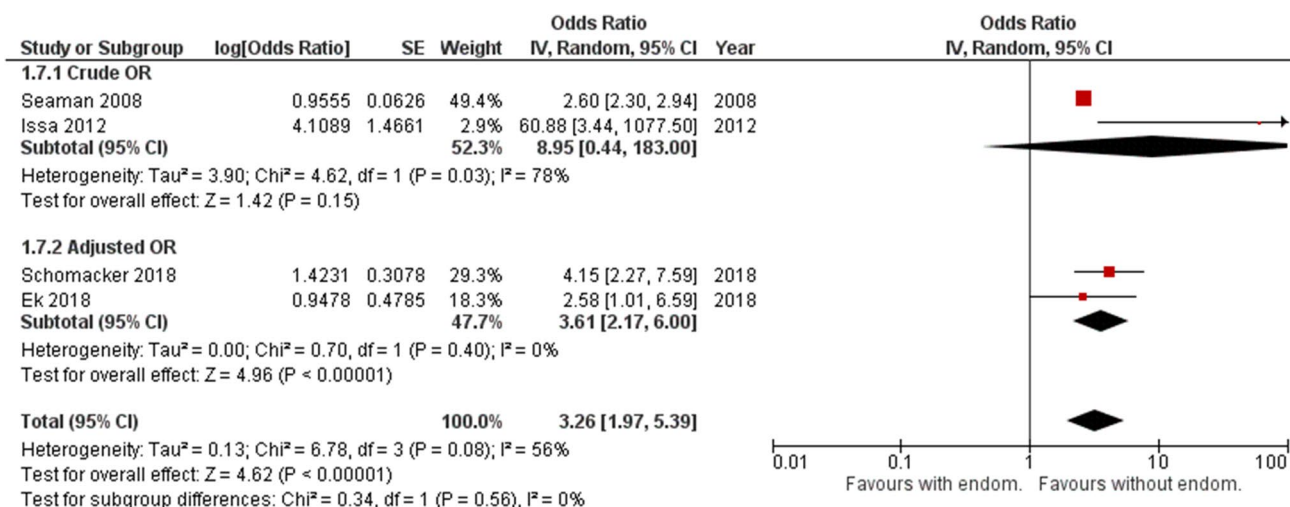 Odds Ratio Odds Ratio
Study or Subgroup log[Odds Ratio] SE Weight IV, Random, 95% CI Year IV, Random, 95% CI
1.7.1 Crude OR
Seaman 2008 0.9555 0.0626 49.4% 2.60 [2.30, 2.94] 2008
Issa 2012 4.1089 1.4661 2.9% 60.88 [3.44, 1077.50] 2012
Subtotal (95% CI) 52.3% 8.95 [0.44, 183.00]
Heterogeneity: Tau² = 3.90; Chi² = 4.62, df = 1 (P = 0.03); I² = 78%
Test for overall effect: Z = 1.42 (P = 0.15)
1.7.2 Adjusted OR
Schomacker 2018 1.4231 0.3078 29.3% 4.15 [2.27, 7.59] 2018
Ek 2018 0.9478 0.4785 18.3% 2.58 [1.01, 6.59] 2018
Subtotal (95% CI) 47.7% 3.61 [2.17, 6.00]
Heterogeneity: Tau² = 0.00; Chi² = 0.70, df = 1 (P = 0.40); I² = 0%
Test for overall effect: Z = 4.96 (P < 0.00001)
Total (95% CI) 100.0% 3.26 [1.97, 5.39]
Heterogeneity: Tau² = 0.13; Chi² = 6.78, df = 3 (P = 0.08); I² = 56%
Test for overall effect: Z = 4.62 (P < 0.00001)
Test for subgroup differences: Chi² = 0.34, df = 1 (P = 0.56), I² = 0%
0.01 0.1 1 10 100
Favours with endom. Favours without endom.